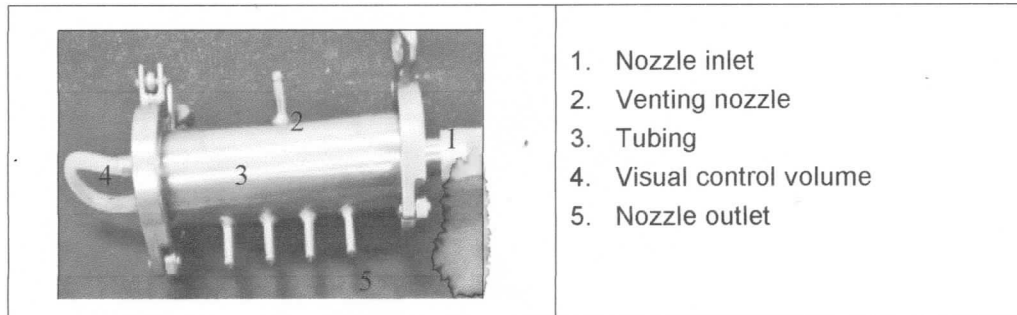 2
1
4
3
5
1. Nozzle inlet
2. Venting nozzle
3. Tubing
4. Visual control volume
5. Nozzle outlet